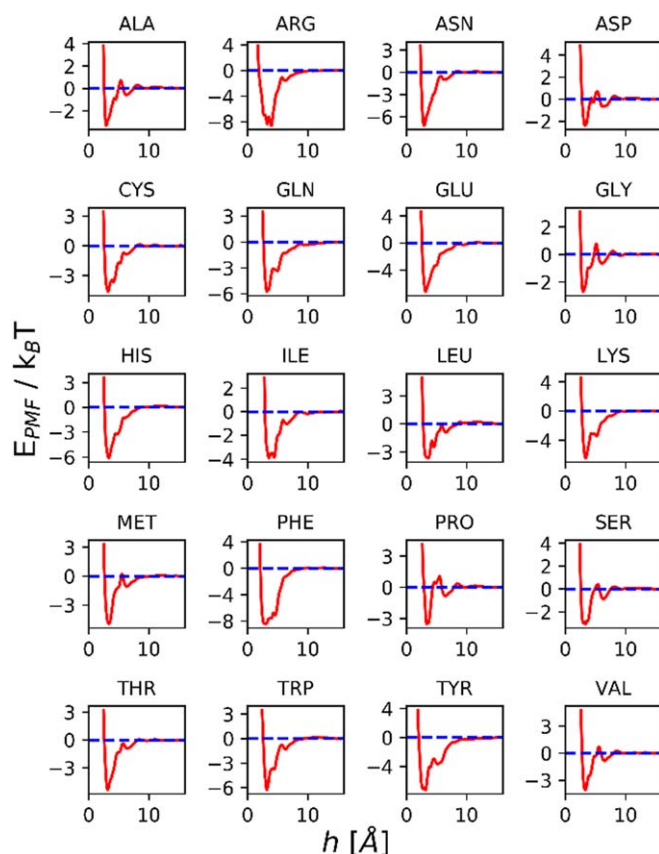 ALA ARG ASN ASP
4 2 0 −2 0 10
4 0 −4 −8 0 10
3 0 −3 −6 0 10
4 2 0 −2 0 10
CYS GLN GLU GLY
3 0 −3 0 10
3 0 −3 −6 0 10
4 0 −4 0 10
2 0 −2 0 10
HIS ILE LEU LYS
3 0 −3 −6 0 10
2 0 −2 −4 0 10
3 0 −3 0 10
4 0 −4 0 10
MET PHE PRO SER
3 0 −3 0 10
4 0 −4 −8 0 10
3 0 −3 0 10
4 2 0 −2 0 10
THR TRP TYR VAL
3 0 −3 0 10
3 0 −3 −6 0 10
4 0 −4 0 10
3 0 −3 0 10
E_PMF / k_BT
h [Å]